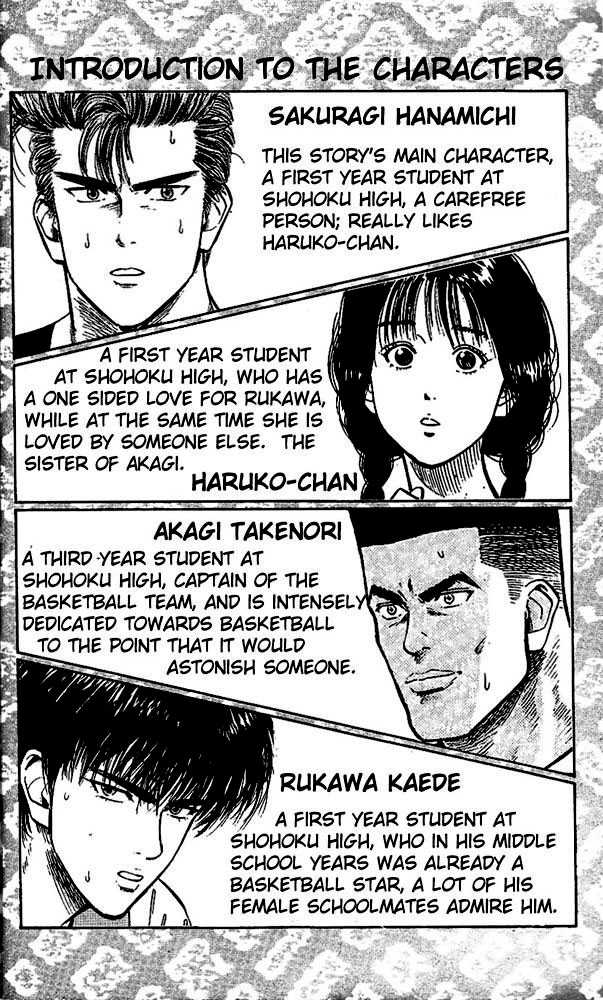 INTRODUCTION TO THE CHARACTERS
SAKURAGI HANAMICHI
THIS STORY'S MAIN CHARACTER,
A FIRST YEAR STUDENT AT
SHOHOKU HIGH, A CAREFREE
PERSON; REALLY LIKES
HARUKO-CHAN.
A FIRST YEAR STUDENT
AT SHOHOKU HIGH, WHO HAS
A ONE SIDED LOVE FOR RUKAWA,
WHILE AT THE SAME TIME SHE IS
LOVED BY SOMEONE ELSE. THE
SISTER OF AKAGI.
HARUKO-CHAN
AKAGI TAKENORI
A THIRD YEAR STUDENT AT
SHOHOKU HIGH, CAPTAIN OF THE
BASKETBALL TEAM, AND IS INTENSELY
DEDICATED TOWARDS BASKETBALL
TO THE POINT THAT IT WOULD
ASTONISH SOMEONE.
RUKAWA KAEDE
A FIRST YEAR STUDENT AT
SHOHOKU HIGH, WHO IN HIS MIDDLE
SCHOOL YEARS WAS ALREADY A
BASKETBALL STAR, A LOT OF HIS
FEMALE SCHOOLMATES ADMIRE HIM.